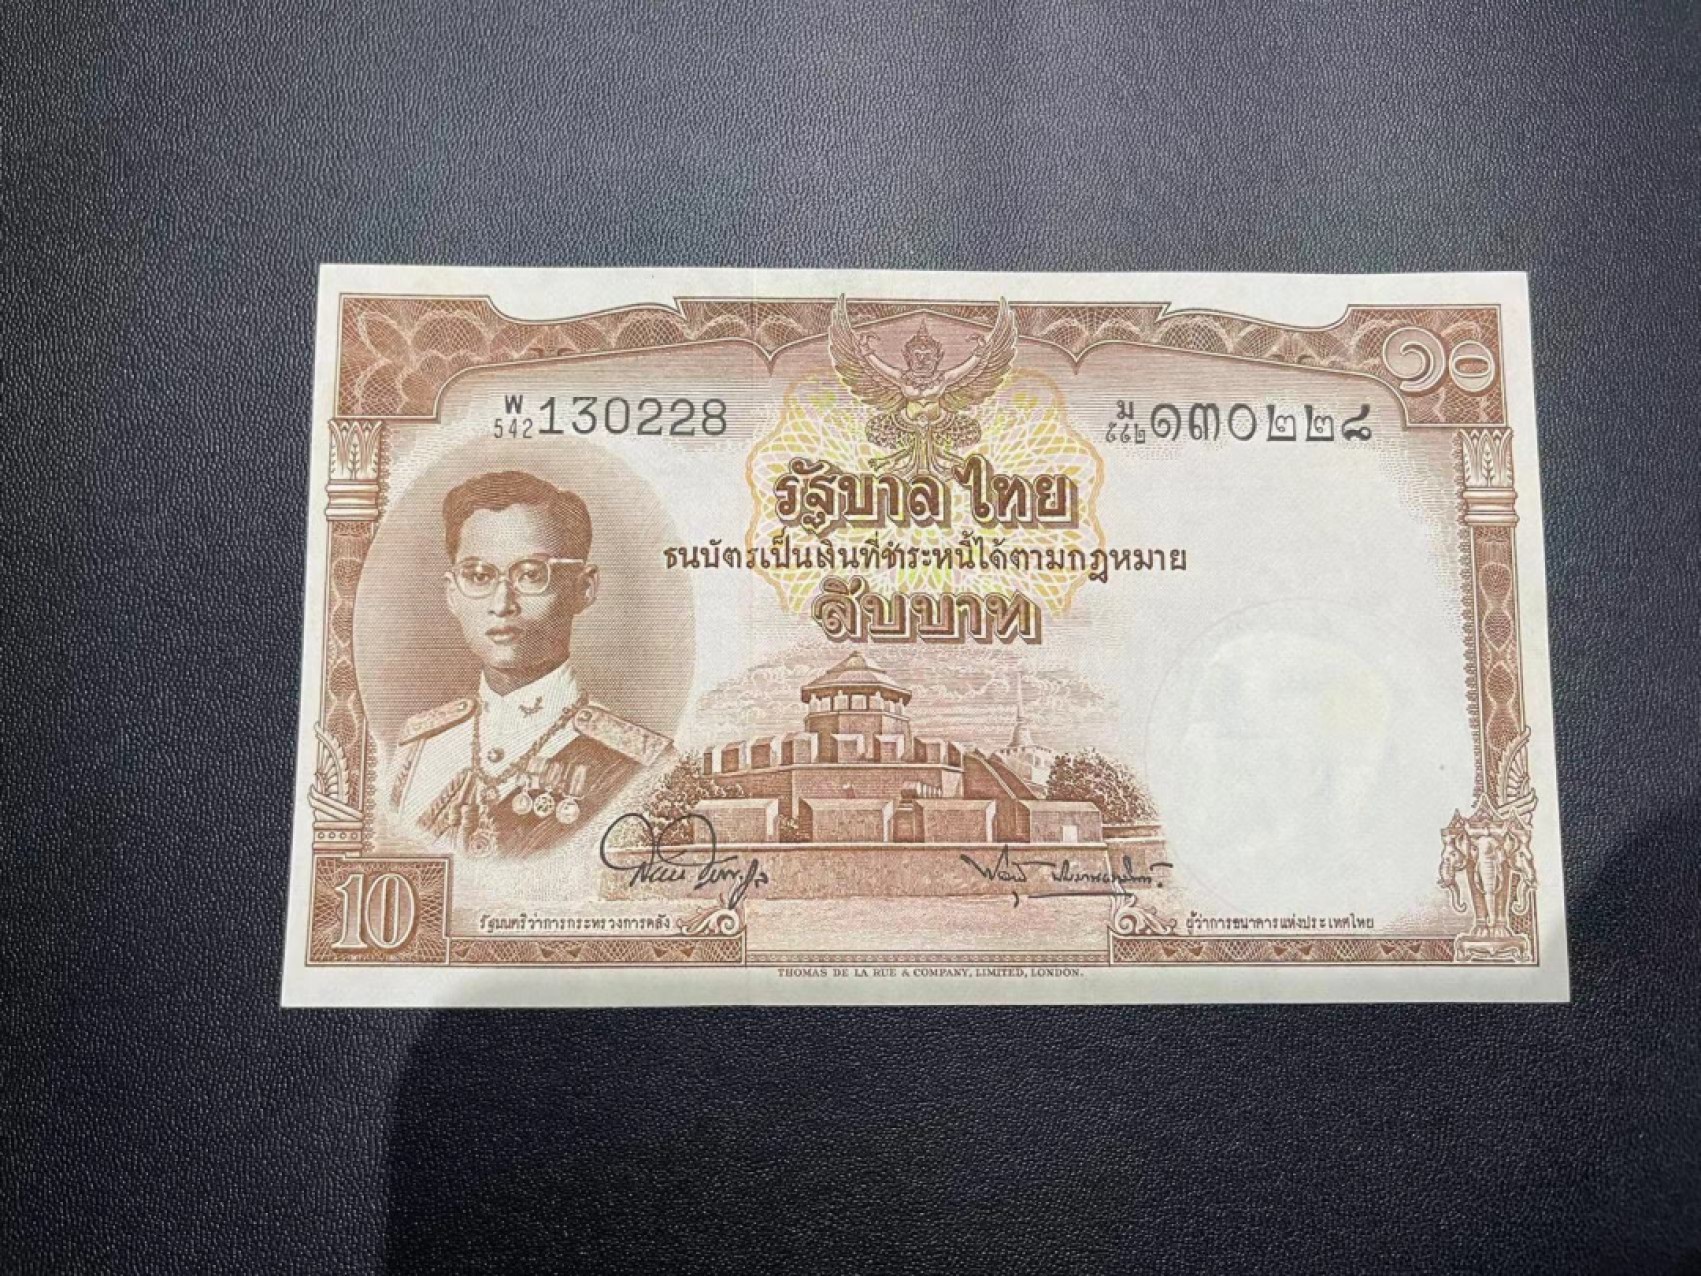 ๑๐
W
542 130228
ม
๕๔๒ ๑๓๐๒๒๘
รัฐบาลไทย
ธนบัตรเป็นเงินที่ชำระหนี้ได้ตามกฎหมาย
สิบบาท
รัฐมนตรีว่าการกระทรวงการคลัง
ผู้ว่าการธนาคารแห่งประเทศไทย
10
THOMAS DE LA RUE & COMPANY, LIMITED, LONDON.